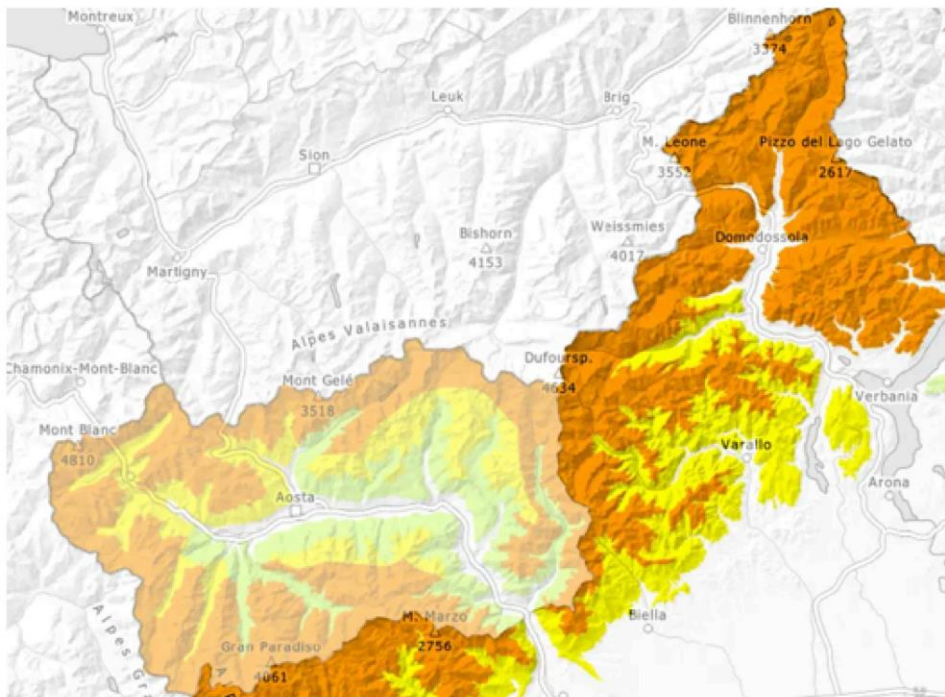 Montreux
Blinnenhorn
3374
Leuk
Brig
M. Leone
3552
Pizzo del Lago Gelato
2617
Sion
Bishorn
4153
Weissmies
4017
Domodossola
Martigny
Alpes Valaisannes
Chamonix-Mont-Blanc
Mont Gelé
3518
Dufoursp.
4634
Verbania
Mont Blanc
4810
Varallo
Aosta
Arona
M. Marzo
2756
Biella
Gran Paradiso
4061
Alpes Gra